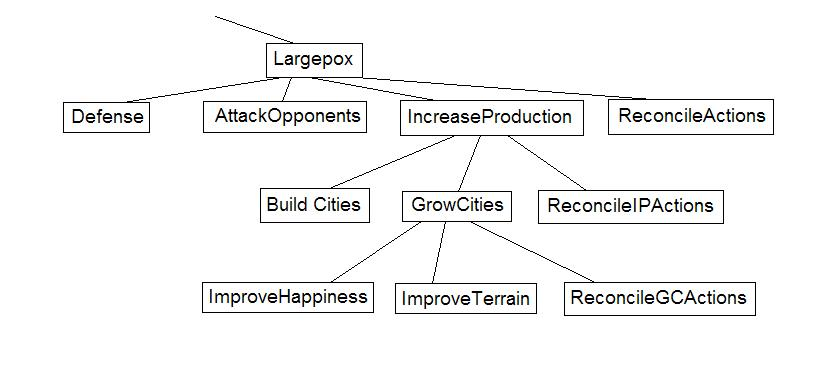 Largepox
Defense
AttackOpponents
IncreaseProduction
ReconcileActions
Build Cities
GrowCities
ReconcileIPActions
ImproveHappiness
ImproveTerrain
ReconcileGCActions